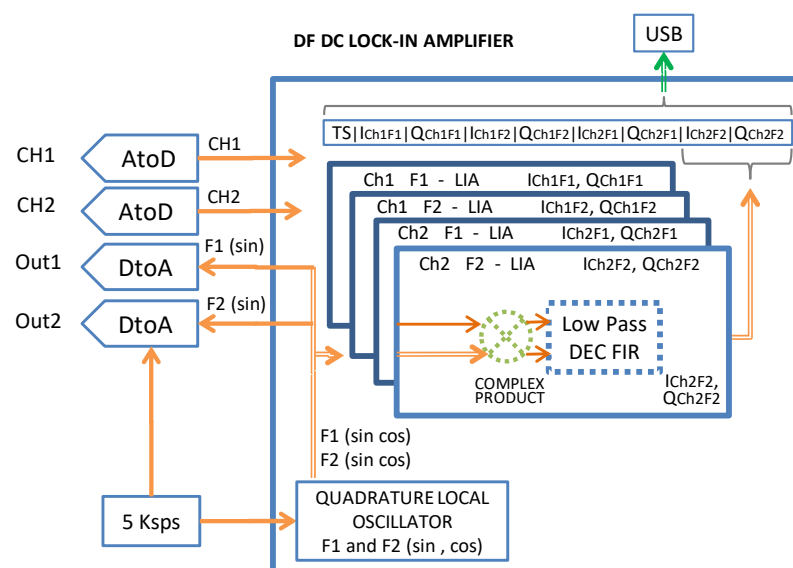 DF DC LOCK-IN AMPLIFIER
USB
TS|ICh1F1|QCh1F1|ICh1F2|QCh1F2|ICh2F1|QCh2F1|ICh2F2|QCh2F2
CH1
AtoD
CH1
CH2
AtoD
CH2
Out1
DtoA
F1 (sin)
Out2
DtoA
F2 (sin)
Ch1 F1 - LIA ICh1F1, QCh1F1
Ch1 F2 - LIA ICh1F2, QCh1F2
Ch2 F1 - LIA ICh2F1, QCh2F1
Ch2 F2 - LIA ICh2F2, QCh2F2
Low Pass
DEC FIR
COMPLEX
PRODUCT
ICh2F2,
QCh2F2
F1 (sin cos)
F2 (sin cos)
5 Ksps
QUADRATURE LOCAL
OSCILLATOR
F1 and F2 (sin , cos)